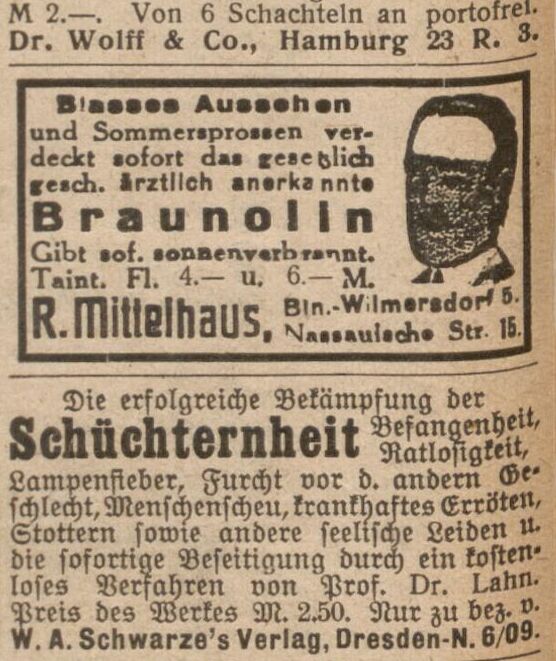 M 2.—. Von 6 Schachteln an portofrei.
Dr. Wolff & Co., Hamburg 23 R. 3.
Blasses Aussehen
und Sommersprossen ver-
deckt sofort das gesetzlich
gesch. ärztlich anerkannte
Braunolin
Gibt sof. sonnenverbrannt.
Taint. Fl. 4.— u. 6.— M.
R. Mittelhaus, Bln.-Wilmersdorf 5.
Nassauische Str. 15.
Die erfolgreiche Bekämpfung der
Schüchternheit Befangenheit,
Ratlosigkeit,
Lampenfieber, Furcht vor d. andern Ge-
schlecht, Menschenscheu, krankhaftes Erröten,
Stottern sowie andere seelische Leiden u.
die sofortige Beseitigung durch ein kosten-
loses Verfahren von Prof. Dr. Lahn.
Preis des Werkes M. 2.50. Nur zu bez. v.
W. A. Schwarze's Verlag, Dresden-N. 6/09.